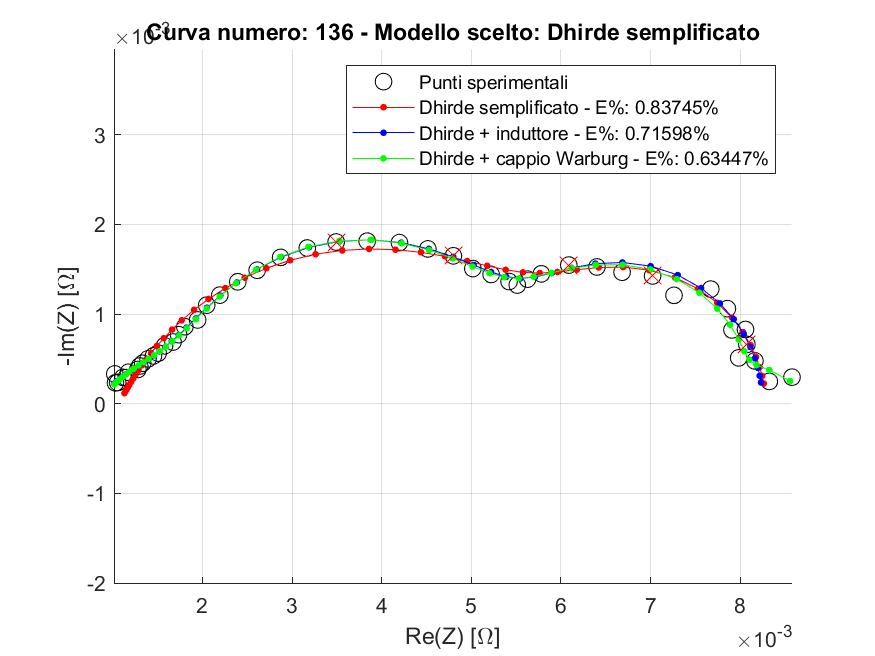 ×10⁻³
Curva numero: 136 - Modello scelto: Dhirde semplificato
Punti sperimentali
Dhirde semplificato - E%: 0.83745%
Dhirde + induttore - E%: 0.71598%
Dhirde + cappio Warburg - E%: 0.63447%
-Im(Z) [Ω]
3
2
1
0
-1
-2
2 3 4 5 6 7 8
Re(Z) [Ω]
×10⁻³